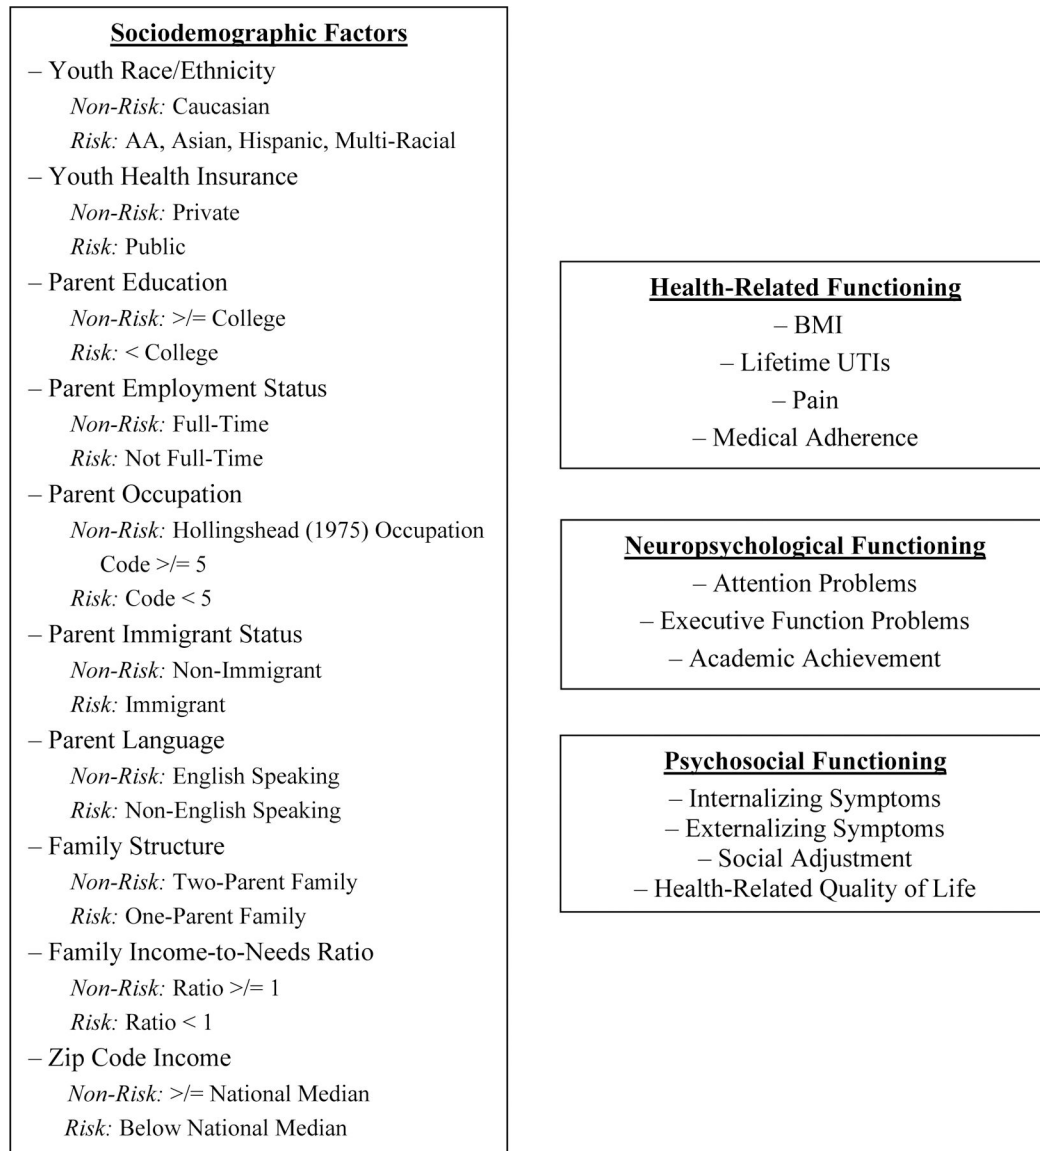 Sociodemographic Factors
– Youth Race/Ethnicity
Non-Risk: Caucasian
Risk: AA, Asian, Hispanic, Multi-Racial
– Youth Health Insurance
Non-Risk: Private
Risk: Public
– Parent Education
Non-Risk: >/= College
Risk: < College
– Parent Employment Status
Non-Risk: Full-Time
Risk: Not Full-Time
– Parent Occupation
Non-Risk: Hollingshead (1975) Occupation
Code >/= 5
Risk: Code < 5
– Parent Immigrant Status
Non-Risk: Non-Immigrant
Risk: Immigrant
– Parent Language
Non-Risk: English Speaking
Risk: Non-English Speaking
– Family Structure
Non-Risk: Two-Parent Family
Risk: One-Parent Family
– Family Income-to-Needs Ratio
Non-Risk: Ratio >/= 1
Risk: Ratio < 1
– Zip Code Income
Non-Risk: >/= National Median
Risk: Below National Median
Health-Related Functioning
– BMI
– Lifetime UTIs
– Pain
– Medical Adherence
Neuropsychological Functioning
– Attention Problems
– Executive Function Problems
– Academic Achievement
Psychosocial Functioning
– Internalizing Symptoms
– Externalizing Symptoms
– Social Adjustment
– Health-Related Quality of Life